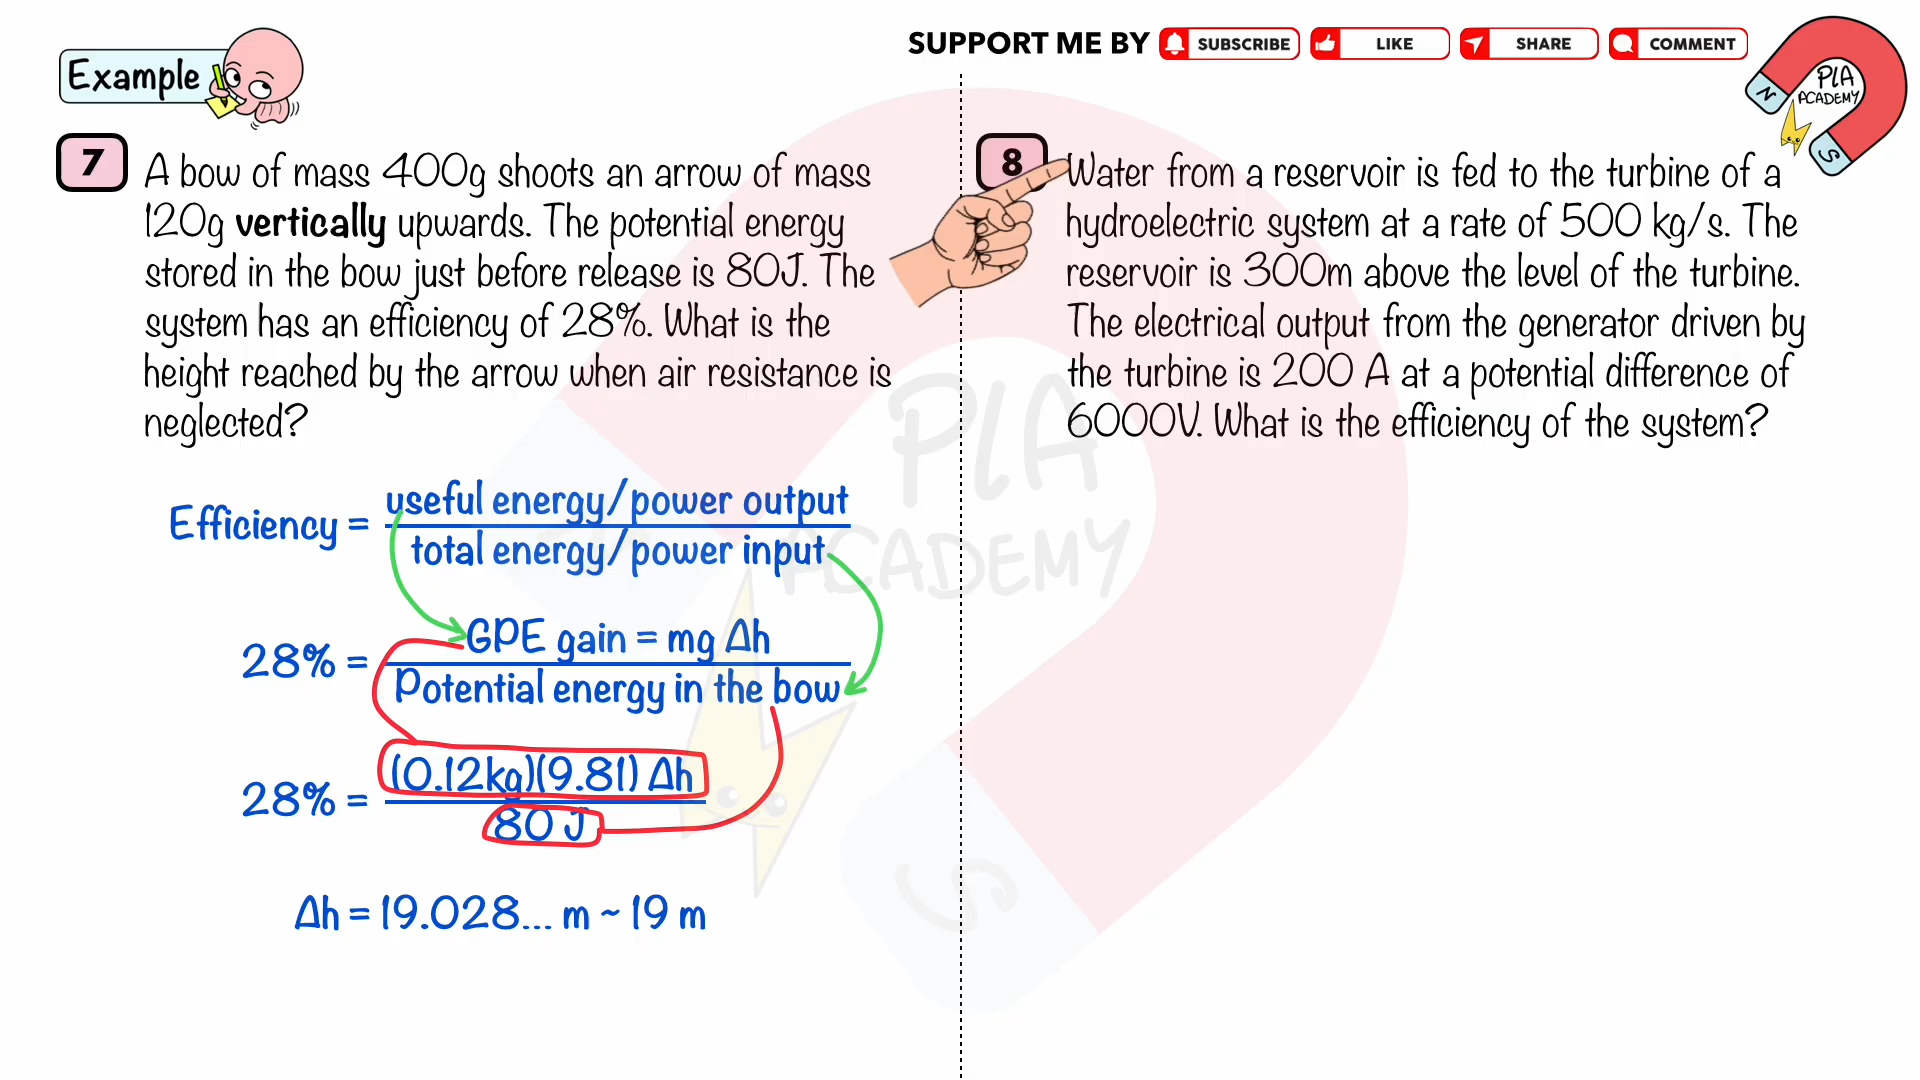 SUPPORT ME BY SUBSCRIBE LIKE SHARE COMMENT
Example
PLA
ACADEMY
N
S
7
A bow of mass 400g shoots an arrow of mass
120g vertically upwards. The potential energy
stored in the bow just before release is 80J. The
system has an efficiency of 28%. What is the
height reached by the arrow when air resistance is
neglected?
Efficiency = useful energy/power output
total energy/power input
28% = GPE gain = mg Δh
Potential energy in the bow
28% = (0.12kg)(9.81) Δh
80 J
Δh = 19.028... m ~ 19 m
8
Water from a reservoir is fed to the turbine of a
hydroelectric system at a rate of 500 kg/s. The
reservoir is 300m above the level of the turbine.
The electrical output from the generator driven by
the turbine is 200 A at a potential difference of
6000V. What is the efficiency of the system?
PLA
ACADEMY
S